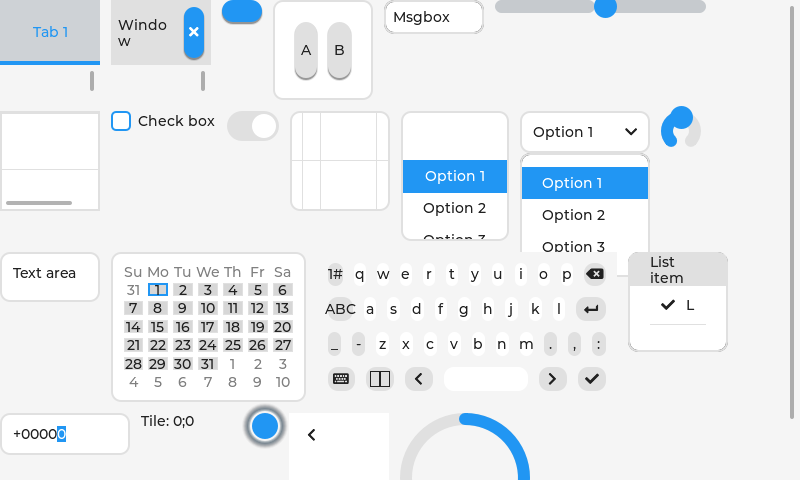 Tab 1
Windo
w
A B
Msgbox
Check box
Option 1
Option 2
Option 3
Option 1
Option 1
Option 2
Option 3
Text area
Su Mo Tu We Th Fr Sa
31 1 2 3 4 5 6
7 8 9 10 11 12 13
14 15 16 17 18 19 20
21 22 23 24 25 26 27
28 29 30 31 1 2 3
4 5 6 7 8 9 10
1# q w e r t y u i o p
ABC a s d f g h j k l
_ - z x c v b n m . , :
List
item
L
+00000
Tile: 0;0